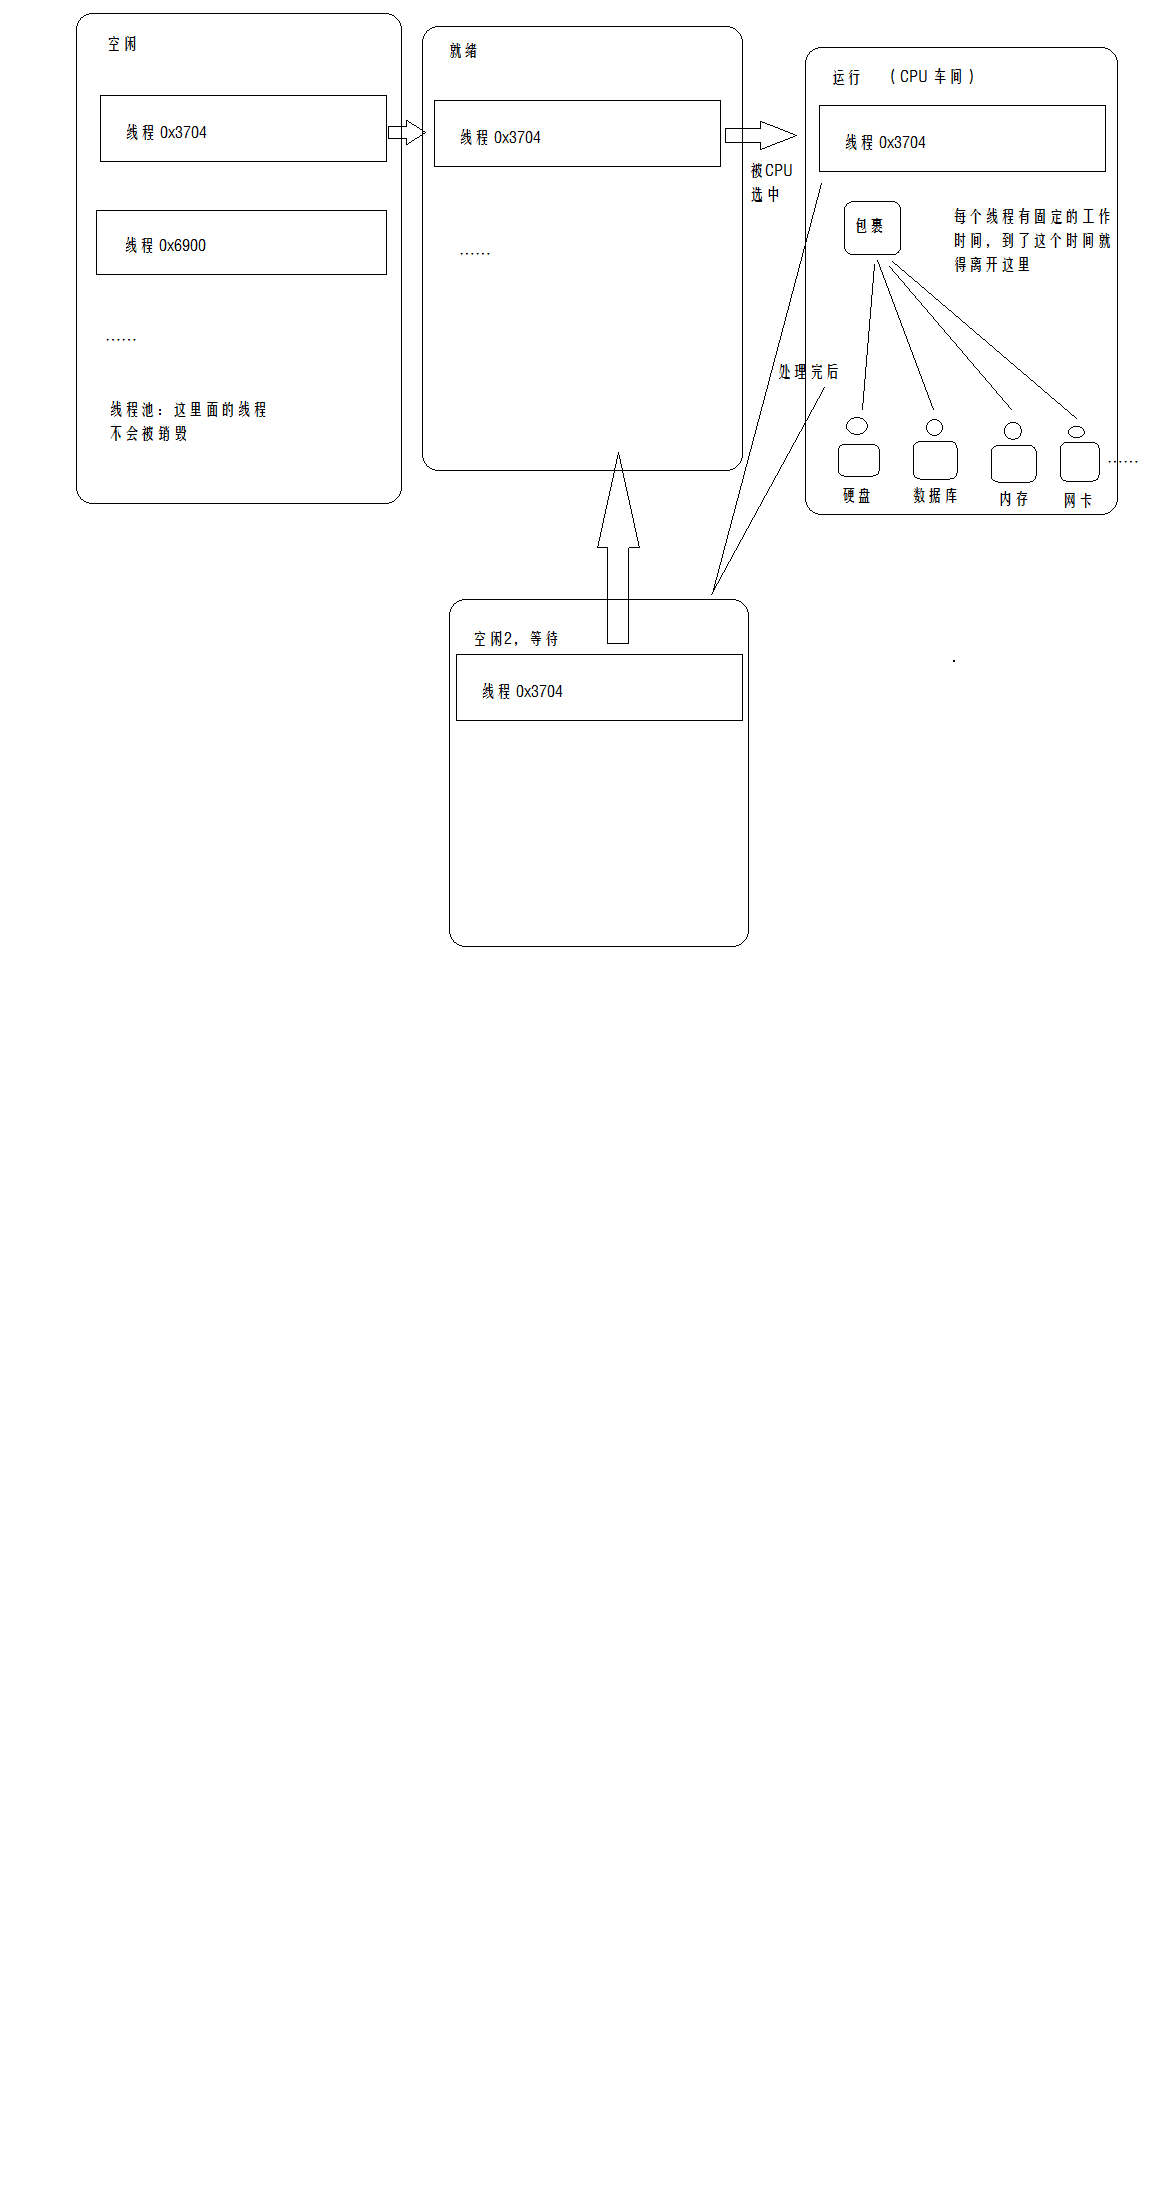 空闲
线程 0x3704
线程 0x6900
……
线程池：这里面的线程
不会被销毁
就绪
线程 0x3704
……
被CPU
选中
运行 （CPU 车间）
线程 0x3704
包裹
每个线程有固定的工作
时间，到了这个时间就
得离开这里
处理完后
硬盘
数据库
内存
网卡
……
空闲2，等待
线程 0x3704